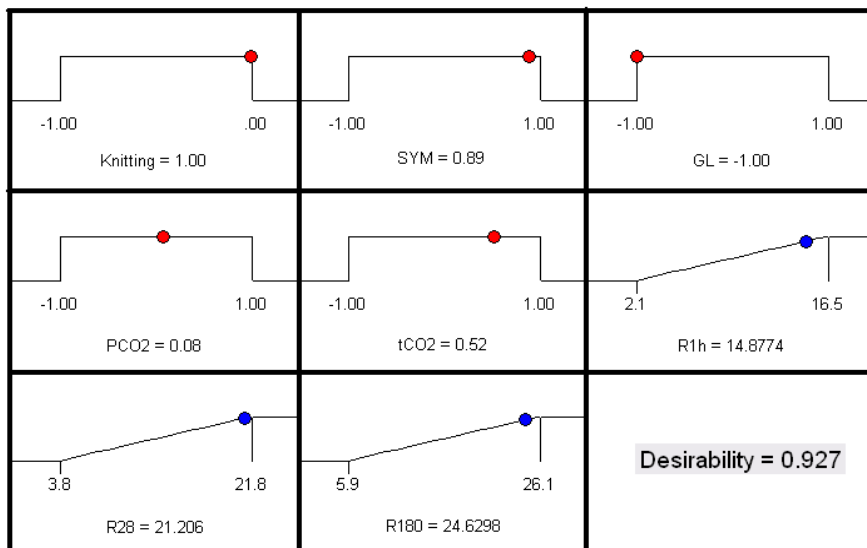 -1.00 .00
Knitting = 1.00
-1.00 1.00
SYM = 0.89
-1.00 1.00
GL = -1.00
-1.00 1.00
PCO2 = 0.08
-1.00 1.00
tCO2 = 0.52
2.1 16.5
R1h = 14.8774
3.8 21.8
R28 = 21.206
5.9 26.1
R180 = 24.6298
Desirability = 0.927